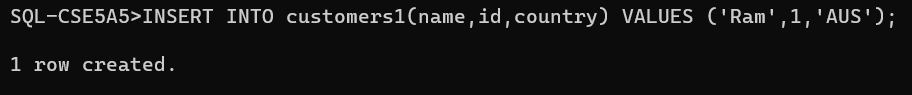 SQL-CSE5A5>INSERT INTO customers1(name,id,country) VALUES ('Ram',1,'AUS');
1 row created.